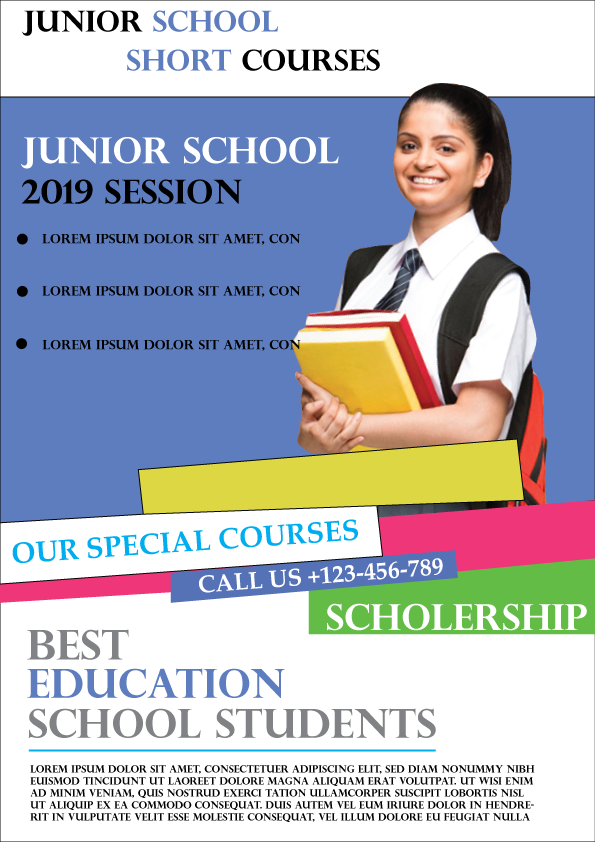 JUNIOR SCHOOL
SHORT COURSES
JUNIOR SCHOOL
2019 SESSION
LOREM IPSUM DOLOR SIT AMET, CON
LOREM IPSUM DOLOR SIT AMET, CON
LOREM IPSUM DOLOR SIT AMET, CON
OUR SPECIAL COURSES
CALL US +123-456-789
SCHOLERSHIP
BEST
EDUCATION
SCHOOL STUDENTS
LOREM IPSUM DOLOR SIT AMET, CONSECTETUER ADIPISCING ELIT, SED DIAM NONUMMY NIBH
EUISMOD TINCIDUNT UT LAOREET DOLORE MAGNA ALIQUAM ERAT VOLUTPAT. UT WISI ENIM
AD MINIM VENIAM, QUIS NOSTRUD EXERCI TATION ULLAMCORPER SUSCIPIT LOBORTIS NISL
UT ALIQUIP EX EA COMMODO CONSEQUAT. DUIS AUTEM VEL EUM IRIURE DOLOR IN HENDRE-
RIT IN VULPUTATE VELIT ESSE MOLESTIE CONSEQUAT, VEL ILLUM DOLORE EU FEUGIAT NULLA